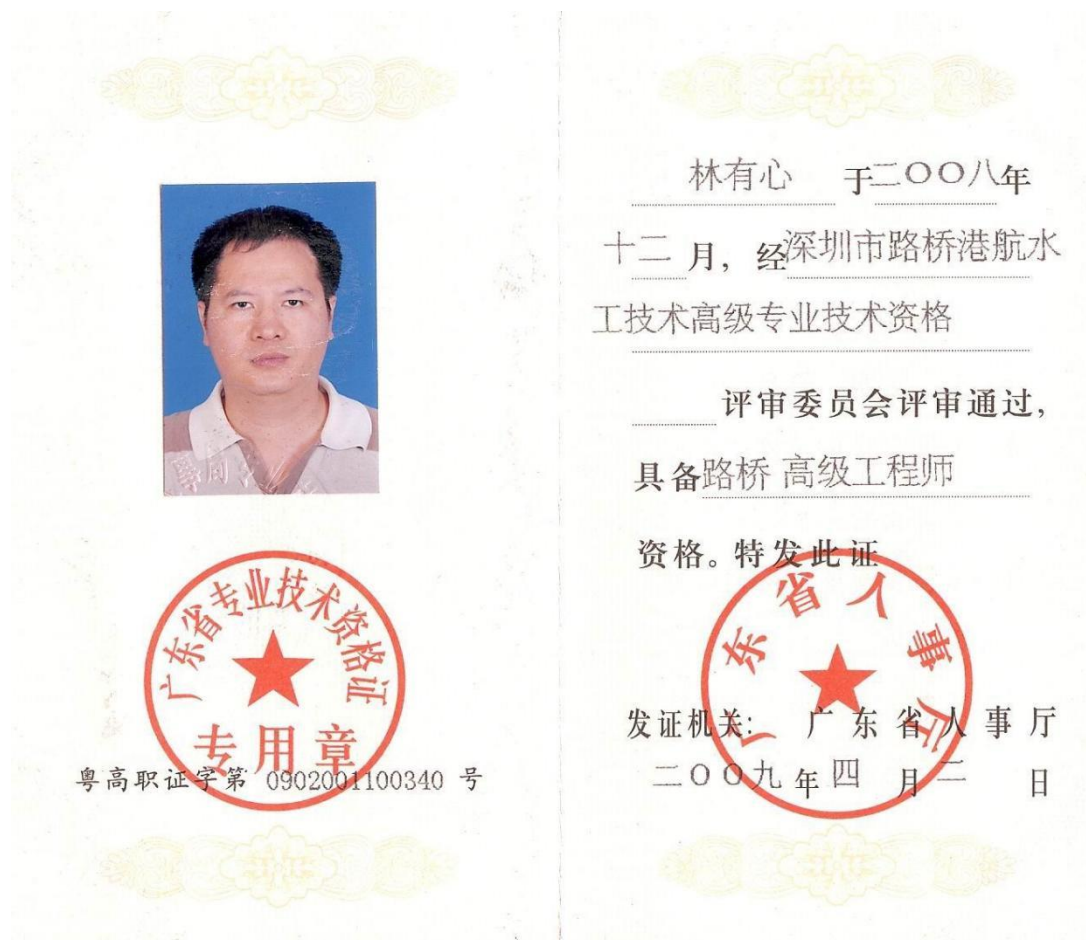 广东省专业技术资格证
专用章
粤高职证字第 0902001100340 号
林有心 于二〇〇八年
十二月，经深圳市路桥港航水
工技术高级专业技术资格
评审委员会评审通过，
具备路桥 高级工程师
资格。特发此证
广东省人事厅
发证机关： 广东省人事厅
二〇〇九年四月二日